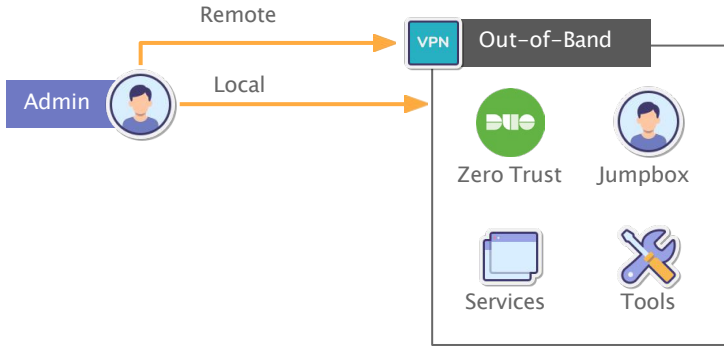 Remote
VPN
Out-of-Band
Admin
Local
DUO
Zero Trust
Jumpbox
Services
Tools